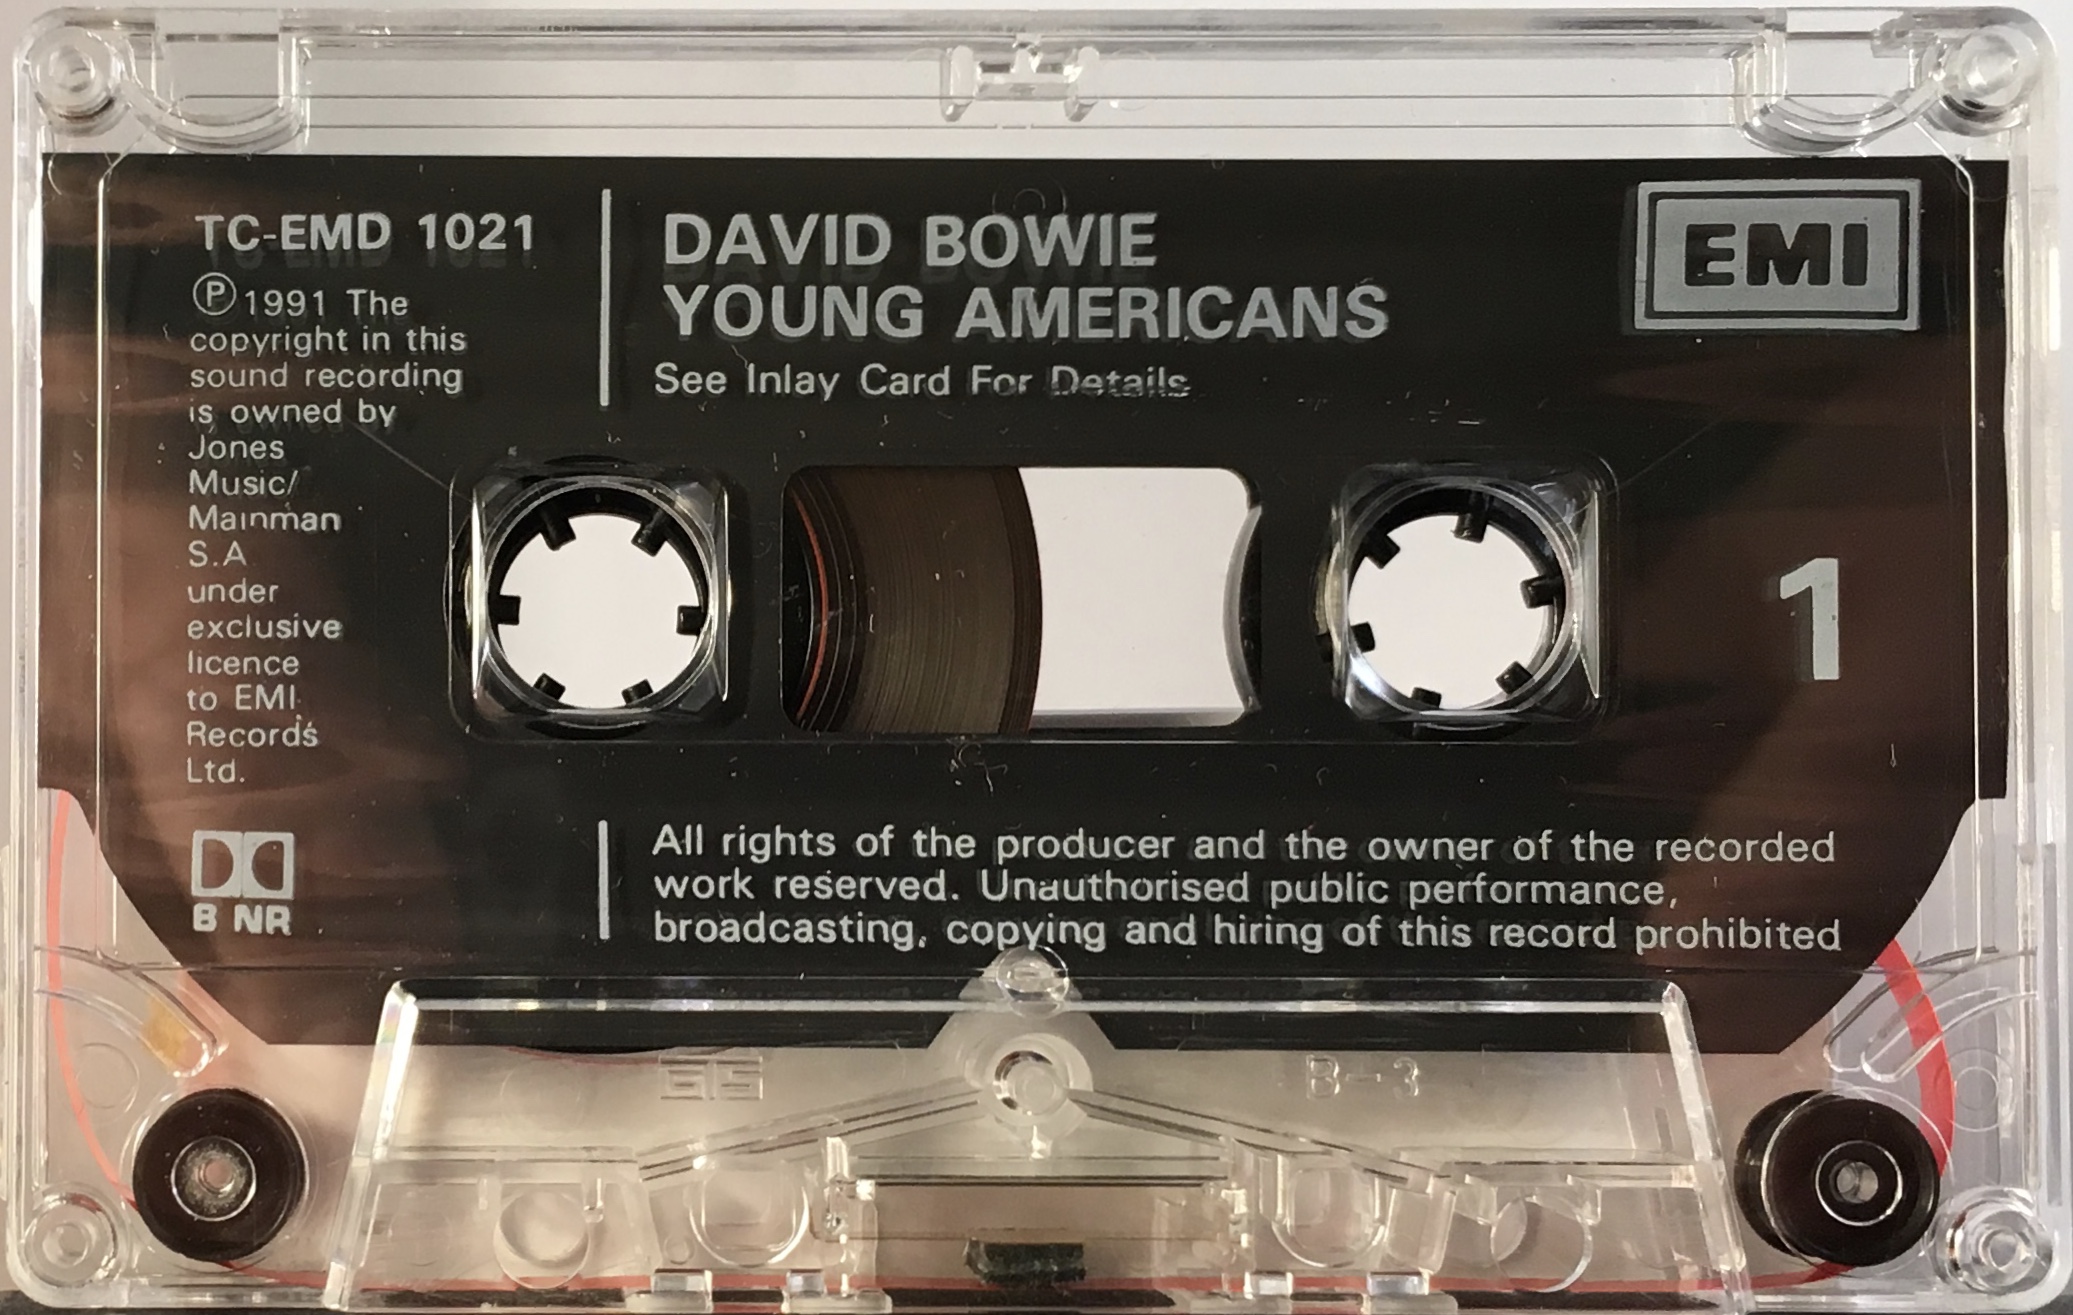 TC-EMD 1021
Ⓟ1991 The
copyright in this
sound recording
is owned by
Jones
Music/
Mainman
S.A
under
exclusive
licence
to EMI
Records
Ltd.
B NR
DAVID BOWIE
YOUNG AMERICANS
See Inlay Card For Details
EMI
1
All rights of the producer and the owner of the recorded
work reserved. Unauthorised public performance,
broadcasting, copying and hiring of this record prohibited
B-3